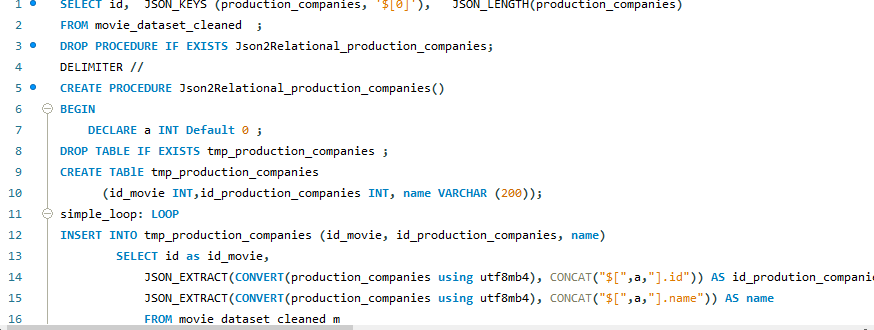 1 SELECT id, JSON_KEYS (production_companies, '$[0]'), JSON_LENGTH(production_companies)
2 FROM movie_dataset_cleaned ;
3 DROP PROCEDURE IF EXISTS Json2Relational_production_companies;
4 DELIMITER //
5 CREATE PROCEDURE Json2Relational_production_companies()
6 BEGIN
7 DECLARE a INT Default 0 ;
8 DROP TABLE IF EXISTS tmp_production_companies ;
9 CREATE TABlE tmp_production_companies
10 (id_movie INT,id_production_companies INT, name VARCHAR (200));
11 simple_loop: LOOP
12 INSERT INTO tmp_production_companies (id_movie, id_production_companies, name)
13 SELECT id as id_movie,
14 JSON_EXTRACT(CONVERT(production_companies using utf8mb4), CONCAT("$[",a,"].id")) AS id_prodution_companie
15 JSON_EXTRACT(CONVERT(production_companies using utf8mb4), CONCAT("$[",a,"].name")) AS name
16 FROM movie_dataset_cleaned m